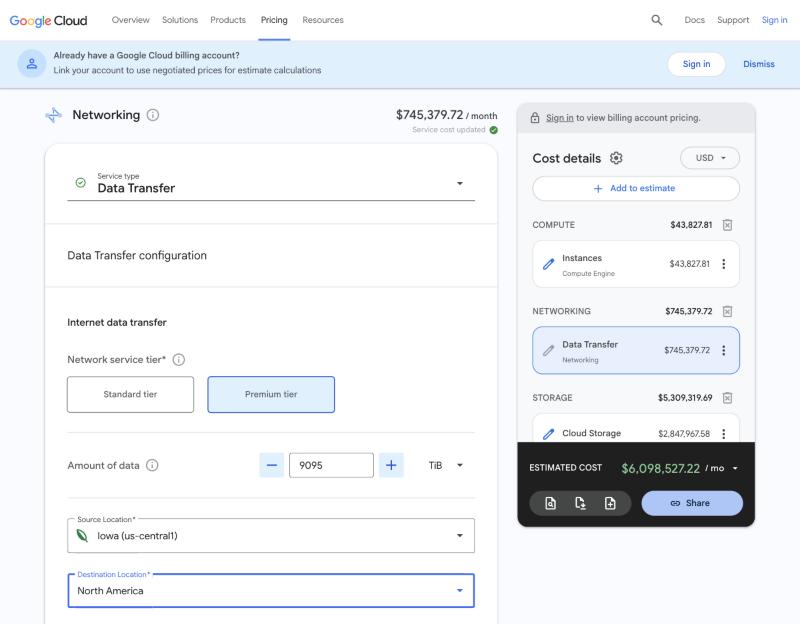 Google Cloud
Overview Solutions Products Pricing Resources Docs Support Sign in
Already have a Google Cloud billing account?
Link your account to use negotiated prices for estimate calculations
Sign in Dismiss
Networking
$745,379.72 / month
Service cost updated
Service type
Data Transfer
Data Transfer configuration
Internet data transfer
Network service tier*
Standard tier Premium tier
Amount of data 9095 TiB
Source Location*
Iowa (us-central1)
Destination Location*
North America
Sign in to view billing account pricing.
Cost details USD
Add to estimate
COMPUTE $43,827.81
Instances
Compute Engine
$43,827.81
NETWORKING $745,379.72
Data Transfer
Networking
$745,379.72
STORAGE $5,309,319.69
Cloud Storage $2,847,967.58
ESTIMATED COST $6,098,527.22 / mo
Share